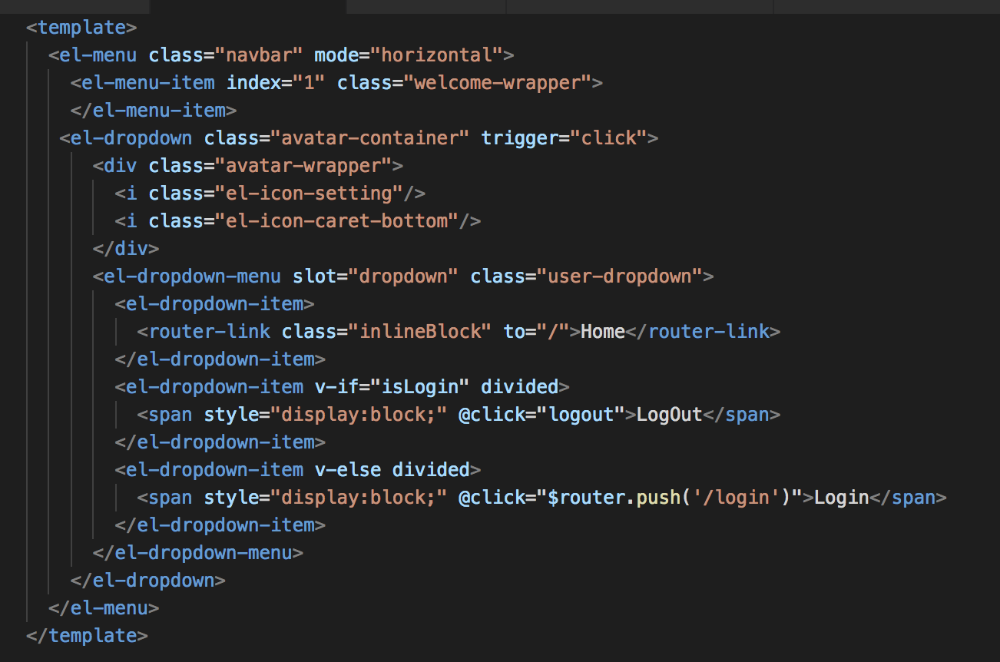 <template>
  <el-menu class="navbar" mode="horizontal">
    <el-menu-item index="1" class="welcome-wrapper">
    </el-menu-item>
   <el-dropdown class="avatar-container" trigger="click">
      <div class="avatar-wrapper">
        <i class="el-icon-setting"/>
        <i class="el-icon-caret-bottom"/>
      </div>
      <el-dropdown-menu slot="dropdown" class="user-dropdown">
        <el-dropdown-item>
          <router-link class="inlineBlock" to="/">Home</router-link>
        </el-dropdown-item>
        <el-dropdown-item v-if="isLogin" divided>
          <span style="display:block;" @click="logout">LogOut</span>
        </el-dropdown-item>
        <el-dropdown-item v-else divided>
          <span style="display:block;" @click="$router.push('/login')">Login</span>
        </el-dropdown-item>
      </el-dropdown-menu>
    </el-dropdown>
  </el-menu>
</template>